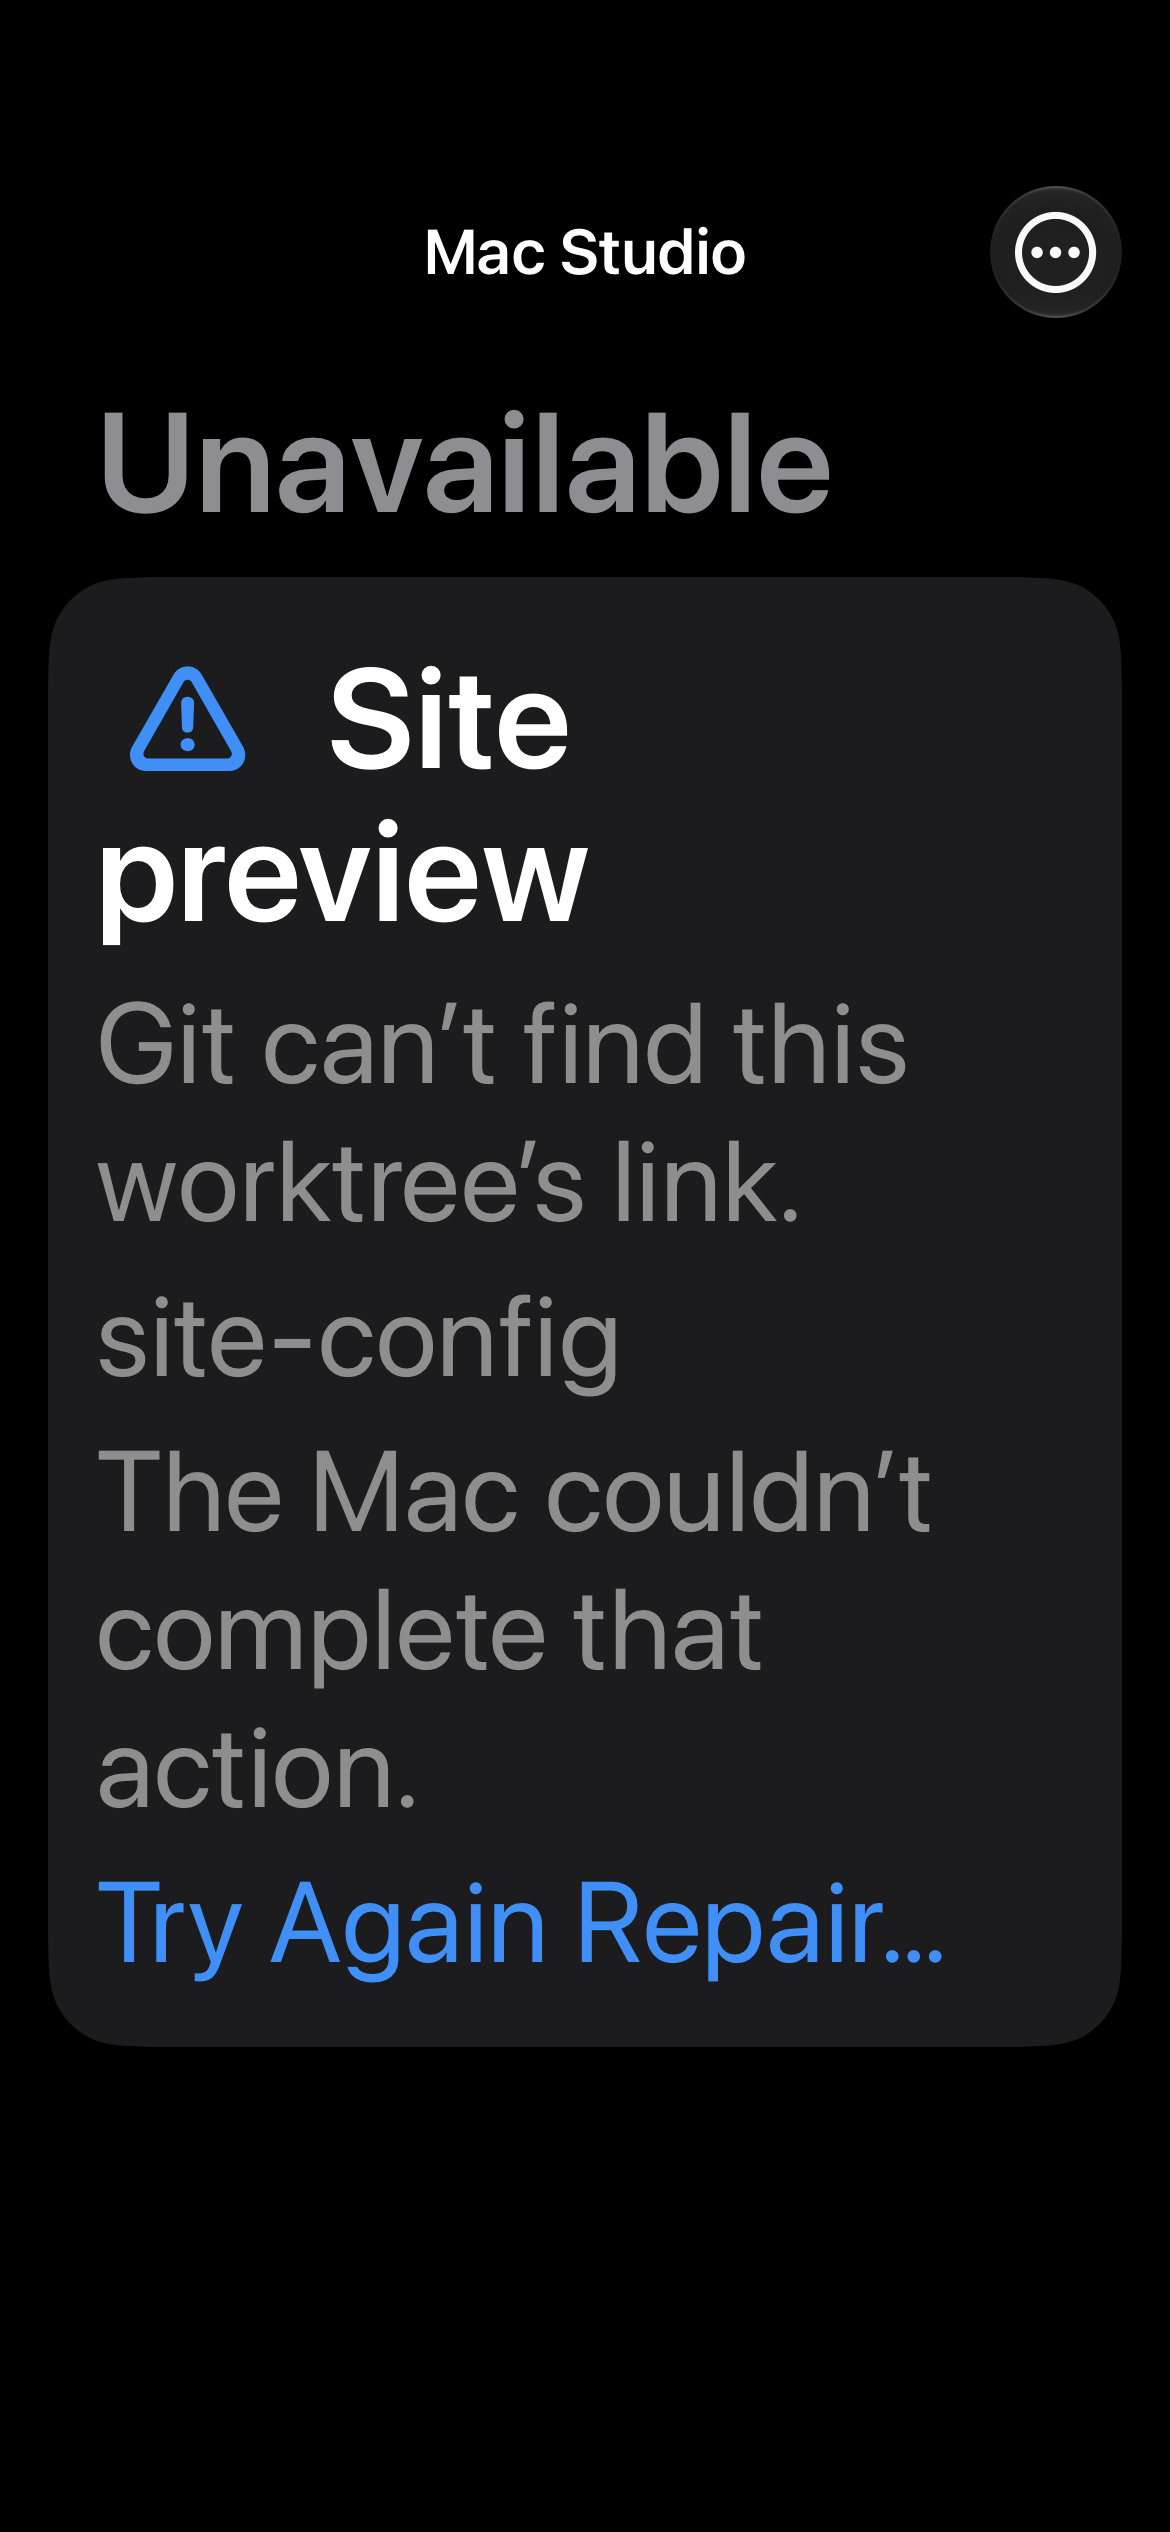 Mac Studio
Unavailable
Site
preview
Git can’t find this
worktree’s link.
site-config
The Mac couldn’t
complete that
action.
Try Again Repair…